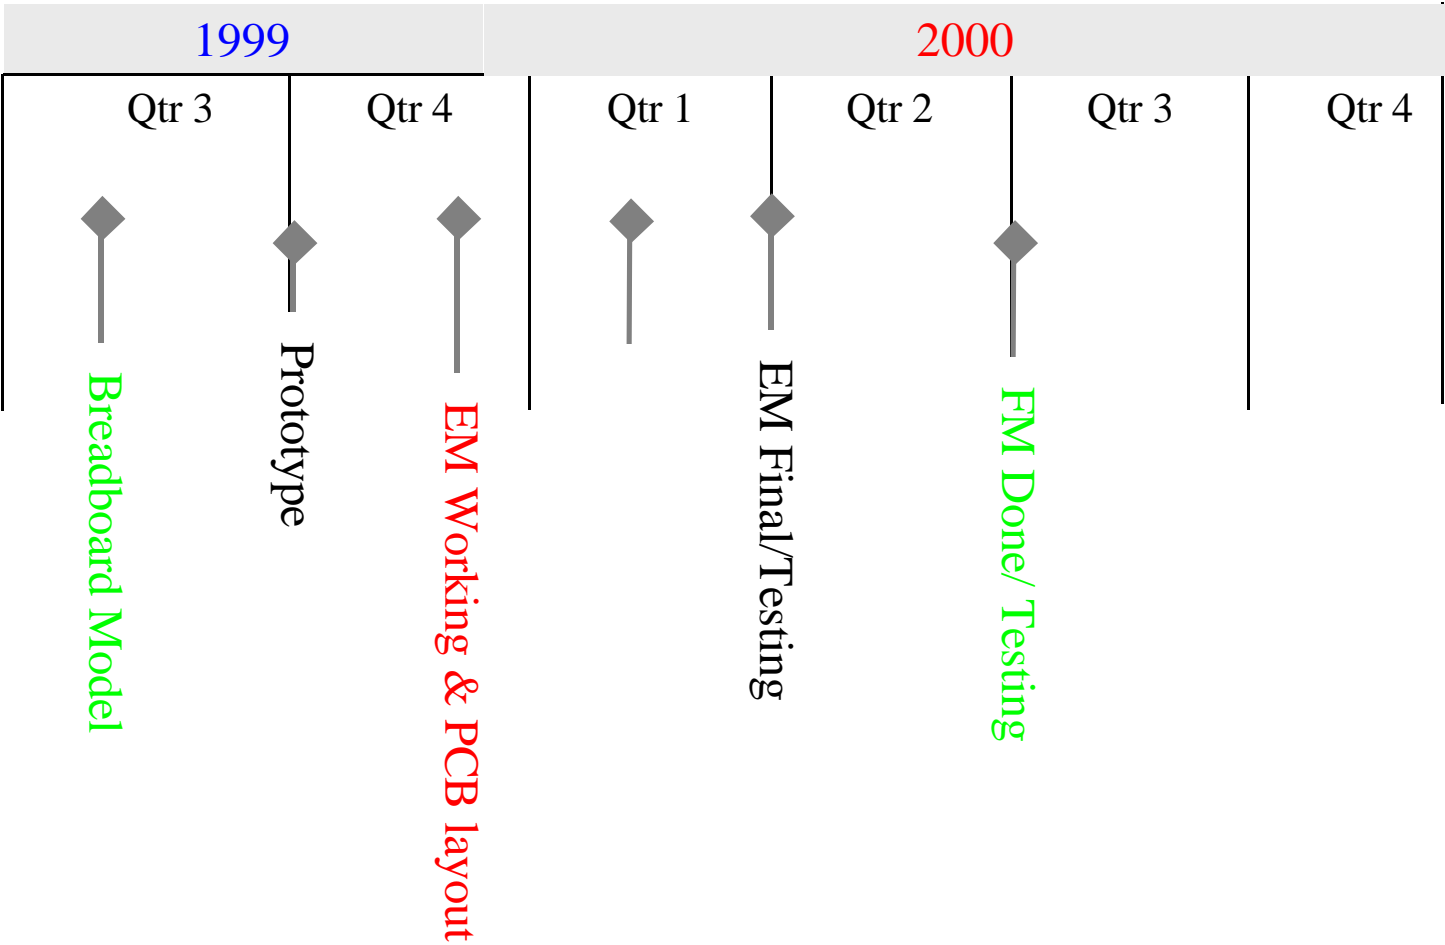 1999
2000
Qtr 3
Qtr 4
Qtr 1
Qtr 2
Qtr 3
Qtr 4
Breadboard Model
Prototype
EM Working & PCB layout
EM Final/Testing
FM Done/ Testing